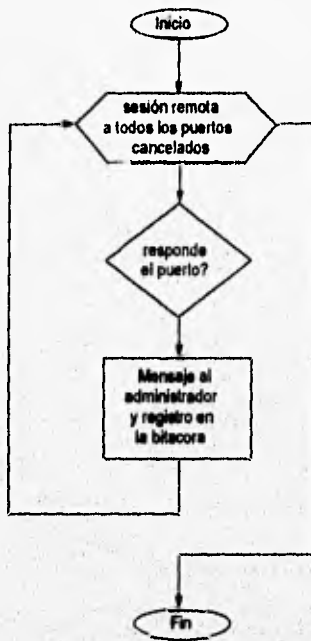 Inicio
sesión remota
a todos los puertos
cancelados
responde
el puerto?
Mensaje al
administrador
y registro en
la bitacora
Fin